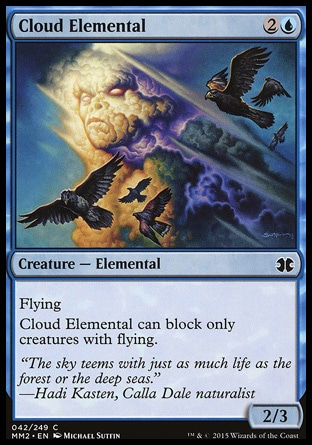 Cloud Elemental 2
Creature — Elemental
Flying
Cloud Elemental can block only
creatures with flying.
"The sky teems with just as much life as the
forest or the deep seas."
—Hadi Kasten, Calla Dale naturalist
2/3
042/249 C
MM2 • EN Michael Sutfin
™ & © 2015 Wizards of the Coast